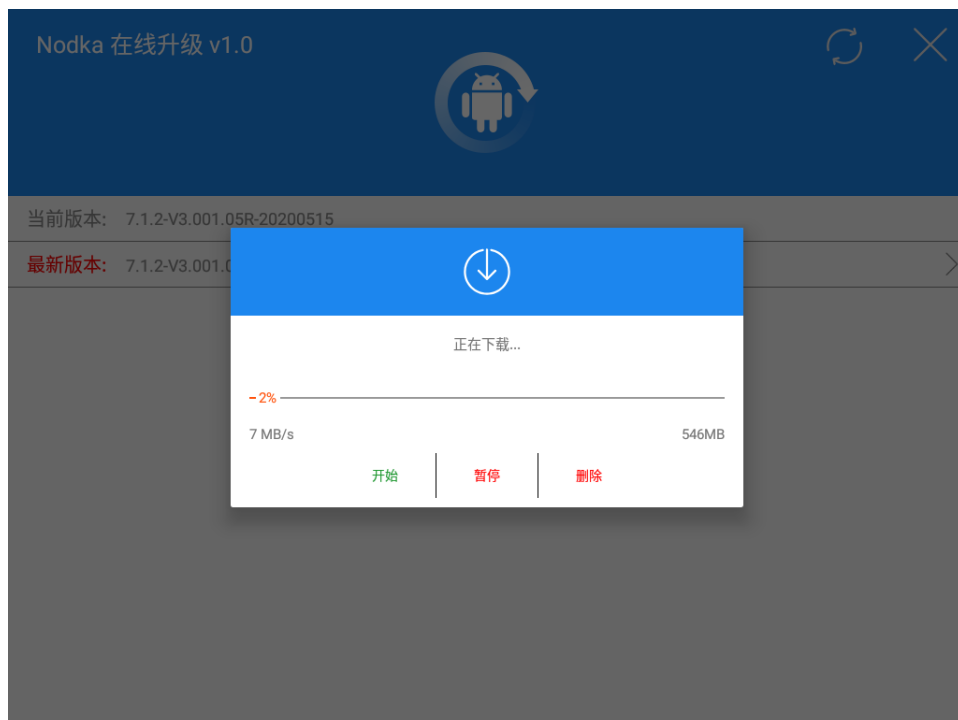 Nodka 在线升级 v1.0
当前版本: 7.1.2-V3.001.05R-20200515
最新版本: 7.1.2-V3.001.0
正在下载...
2%
7 MB/s 546MB
开始 暂停 删除